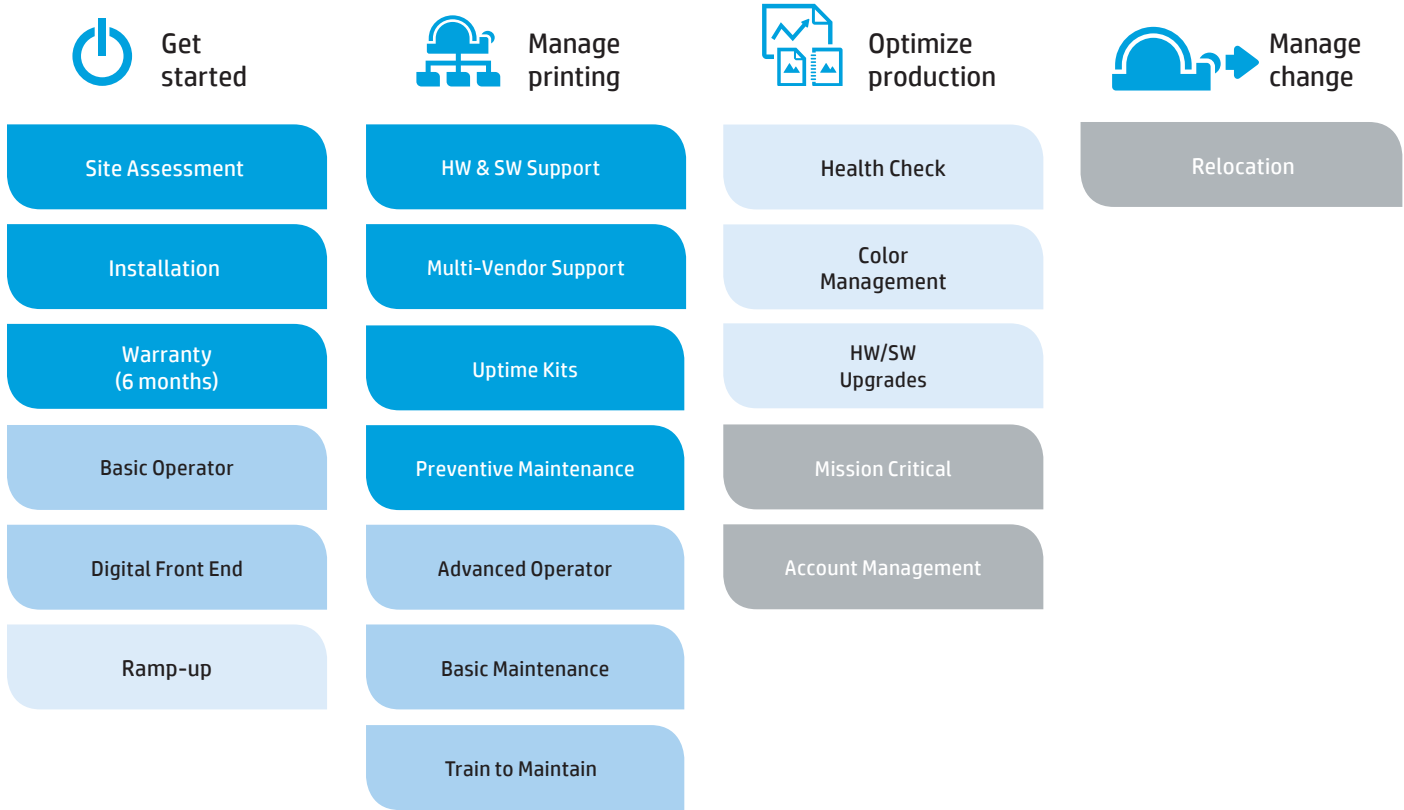 Get
started
Site Assessment
Installation
Warranty
(6 months)
Basic Operator
Digital Front End
Ramp-up
Manage
printing
HW & SW Support
Multi-Vendor Support
Uptime Kits
Preventive Maintenance
Advanced Operator
Basic Maintenance
Train to Maintain
Optimize
production
Health Check
Color
Management
HW/SW
Upgrades
Mission Critical
Account Management
Manage
change
Relocation